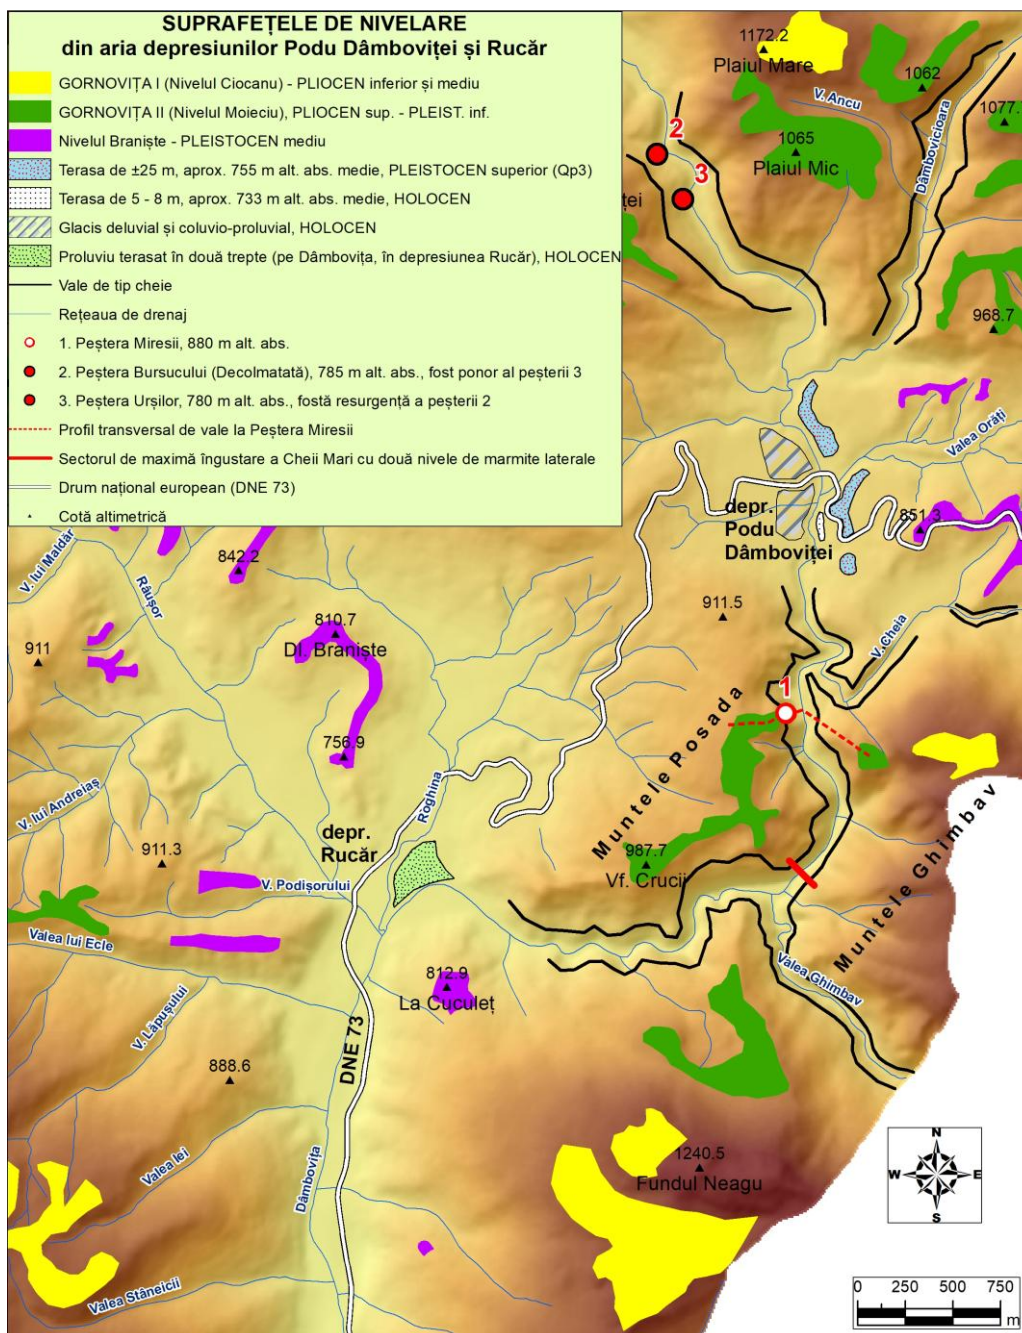 SUPRAFEȚELE DE NIVELARE
din aria depresiunilor Podu Dâmboviței și Rucăr
GORNOVIȚA I (Nivelul Ciocanu) - PLIOCEN inferior și mediu
GORNOVIȚA II (Nivelul Moieciu), PLIOCEN sup. - PLEIST. inf.
Nivelul Braniște - PLEISTOCEN mediu
Terasa de ±25 m, aprox. 755 m alt. abs. medie, PLEISTOCEN superior (Qp3)
Terasa de 5 - 8 m, aprox. 733 m alt. abs. medie, HOLOCEN
Glacis deluvial și coluvio-proluvial, HOLOCEN
Proluviu terasat în două trepte (pe Dâmbovița, în depresiunea Rucăr), HOLOCEN
Vale de tip cheie
Rețeaua de drenaj
1. Peștera Miresii, 880 m alt. abs.
2. Peștera Bursucului (Decolmatată), 785 m alt. abs., fost ponor al peșterii 3
3. Peștera Urșilor, 780 m alt. abs., fostă resurgență a peșterii 2
Profil transversal de vale la Peștera Miresii
Sectorul de maximă îngustare a Cheii Mari cu două nivele de marmite laterale
Drum național european (DNE 73)
Cotă altimetrică
1172.2
Plaiul Mare
1062
V. Ancu
1077.
Dâmbovicioara
2
1065
Plaiul Mic
3
ței
968.7
Valea Orăți
depr.
Podu
Dâmboviței
851.3
V. lui Maldăr
842.2
Râușor
911.5
810.7
Dl. Braniște
911
V. Cheia
1
756.9
Muntele Posada
Roghina
V. lui Andreiaș
depr.
Rucăr
911.3
987.7
Vf. Crucii
Muntele Ghimbav
V. Podișorului
Valea lui Ecle
812.9
La Cuculeț
Valea Ghimbav
V. Lăpușului
DNE 73
888.6
Valea Iei
Dâmbovița
1240.5
Fundul Neagu
N
W E
S
Valea Stâneicii
0 250 500 750
m